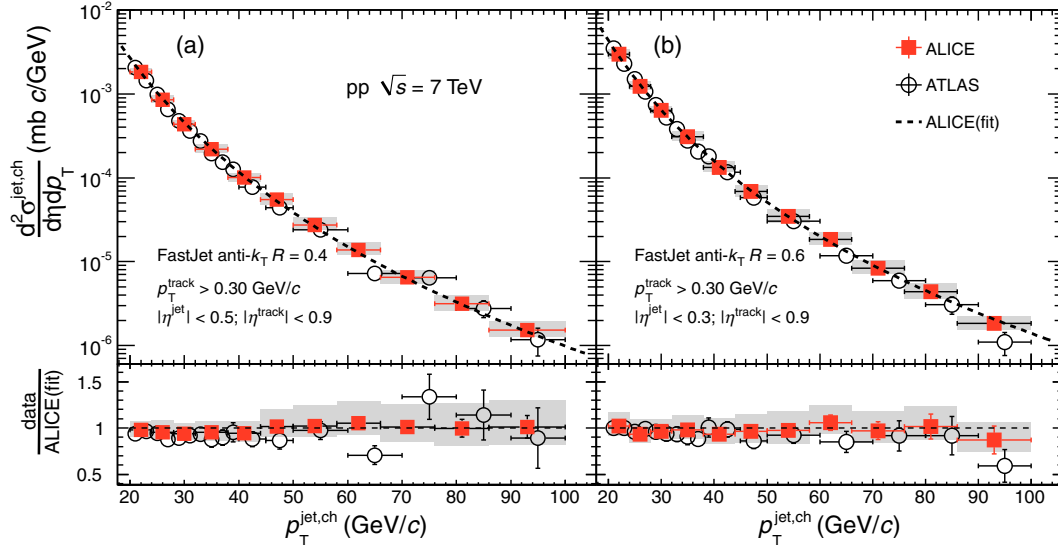 (a)
pp √s = 7 TeV
FastJet anti-k_T R = 0.4
p_T^track > 0.30 GeV/c
|η^jet| < 0.5; |η^track| < 0.9
(b)
ALICE
ATLAS
ALICE(fit)
FastJet anti-k_T R = 0.6
p_T^track > 0.30 GeV/c
|η^jet| < 0.3; |η^track| < 0.9
d²σ^jet,ch / dηdp_T (mb c/GeV)
10⁻²
10⁻³
10⁻⁴
10⁻⁵
10⁻⁶
data / ALICE(fit)
1.5
1
0.5
20 30 40 50 60 70 80 90 100
20 30 40 50 60 70 80 90 100
p_T^jet,ch (GeV/c)
p_T^jet,ch (GeV/c)